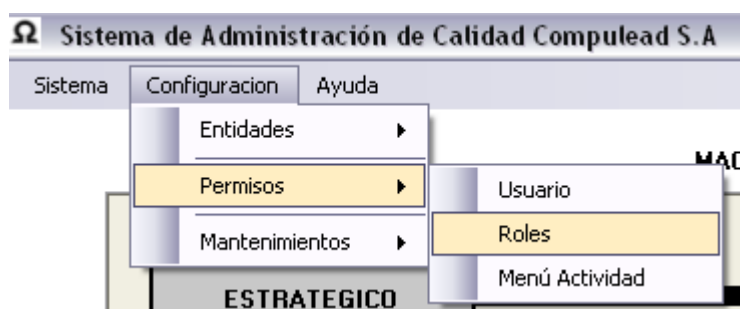 Ω Sistema de Administración de Calidad Compulead S.A
Sistema Configuracion Ayuda
Entidades
Permisos
Usuario
Roles
Mantenimientos
Menú Actividad
ESTRATEGICO